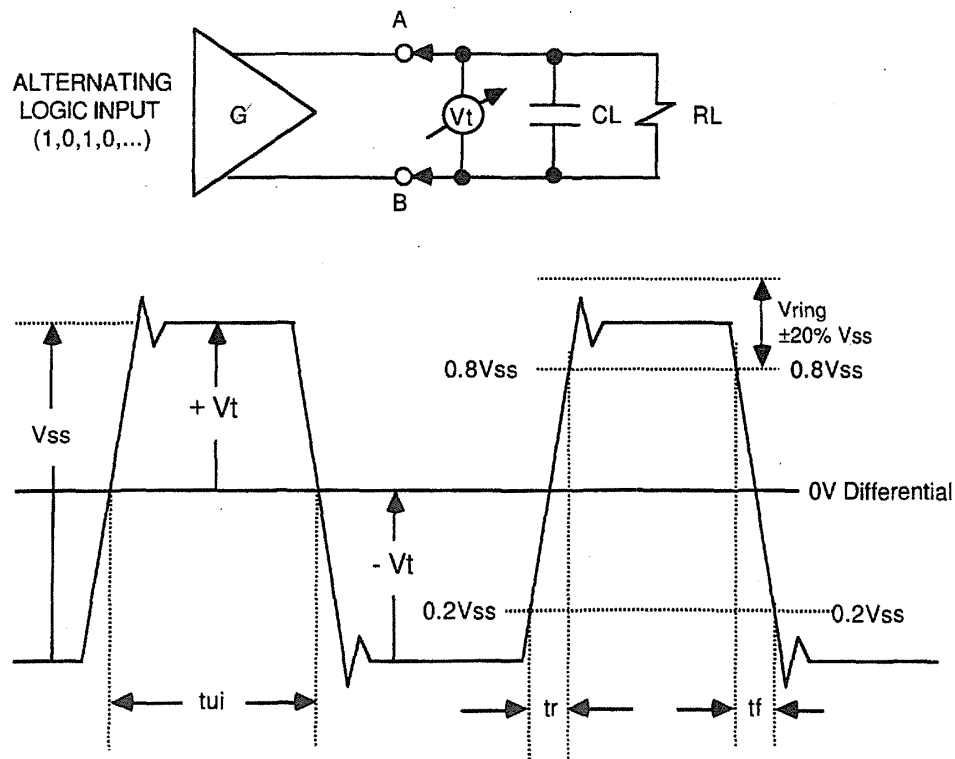 A
ALTERNATING
LOGIC INPUT
(1,0,1,0,...)
G
Vt
CL
RL
B
Vring
±20% Vss
0.8Vss
0.8Vss
+ Vt
Vss
0V Differential
- Vt
0.2Vss
0.2Vss
tui
tr
tf